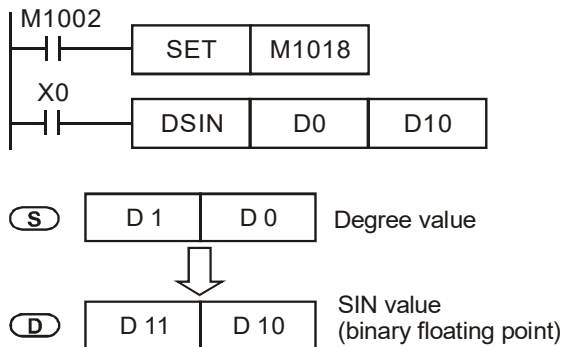 M1002
SET M1018
X0
DSIN D0 D10
S D 1 D 0 Degree value
SIN value
D D 11 D 10 (binary floating point)